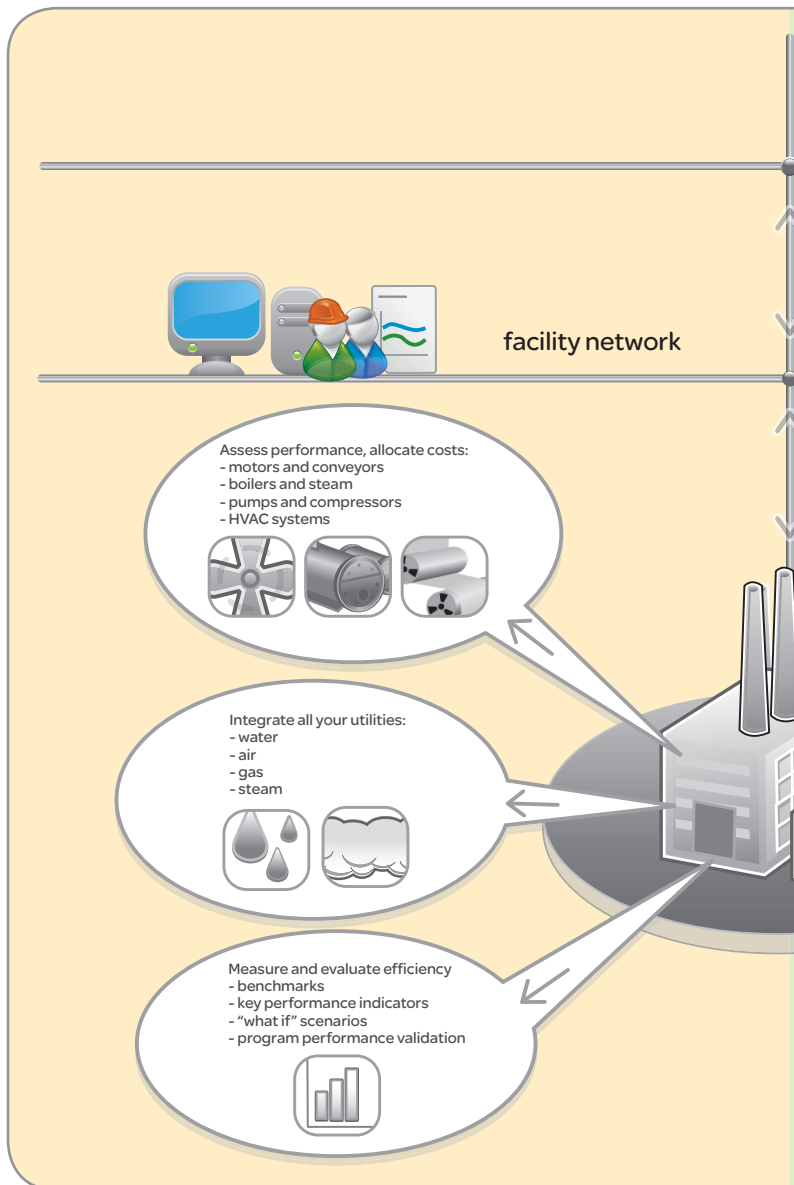 facility network
Assess performance, allocate costs:
- motors and conveyors
- boilers and steam
- pumps and compressors
- HVAC systems
Integrate all your utilities:
- water
- air
- gas
- steam
Measure and evaluate efficiency
- benchmarks
- key performance indicators
- “what if” scenarios
- program performance validation